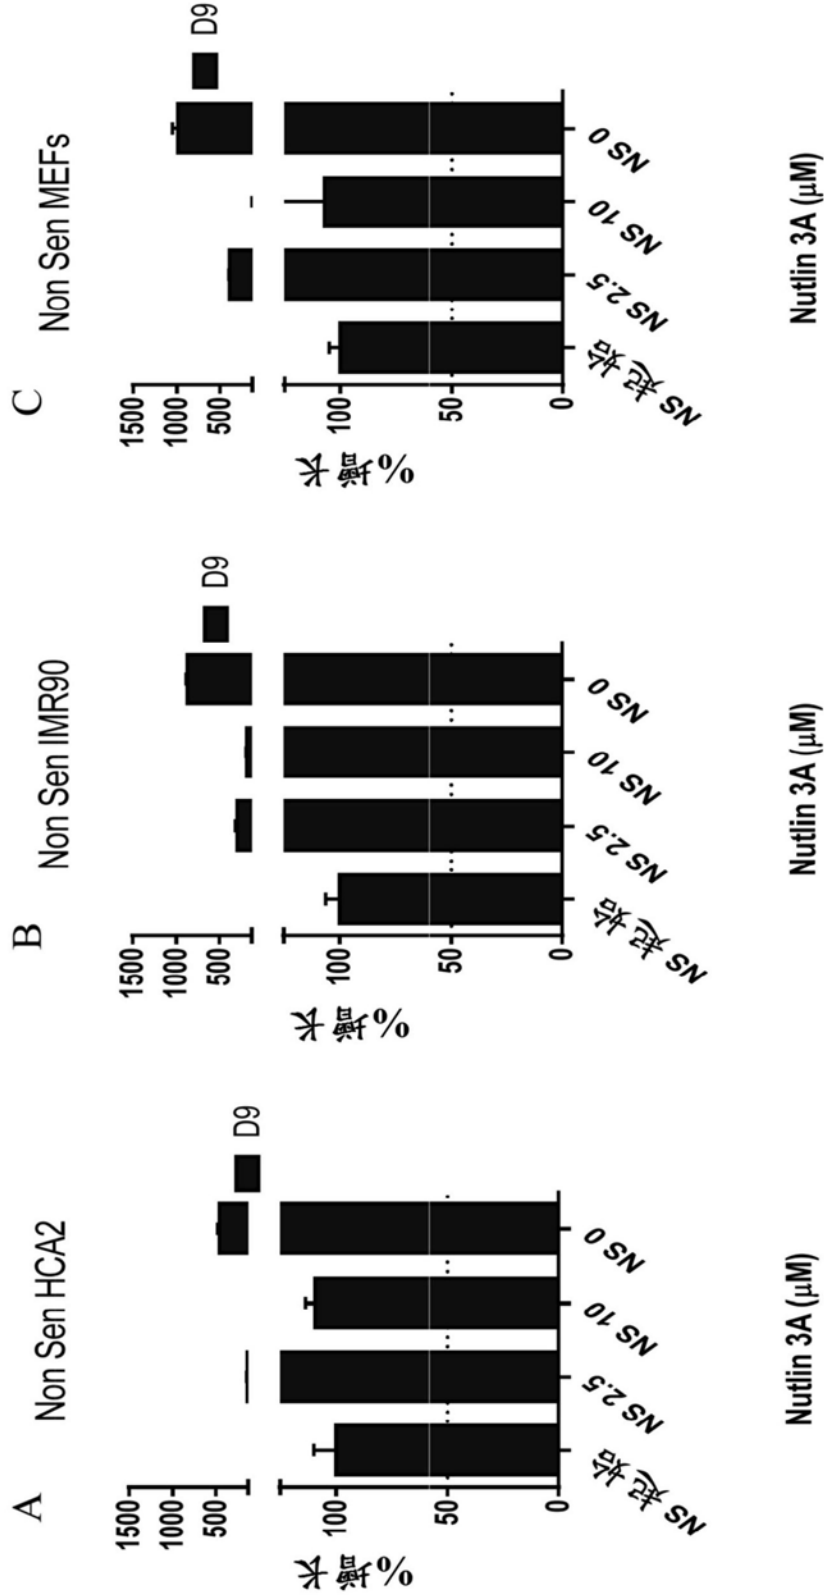 A
Non Sen HCA2
D9
1500
1000
500
100
50
0
%增长
NS 起始
NS 2.5
NS 10
NS 0
Nutlin 3A (μM)
B
Non Sen IMR90
D9
1500
1000
500
100
50
0
%增长
NS 起始
NS 2.5
NS 10
NS 0
Nutlin 3A (μM)
C
Non Sen MEFs
D9
1500
1000
500
100
50
0
%增长
NS 起始
NS 2.5
NS 10
NS 0
Nutlin 3A (μM)